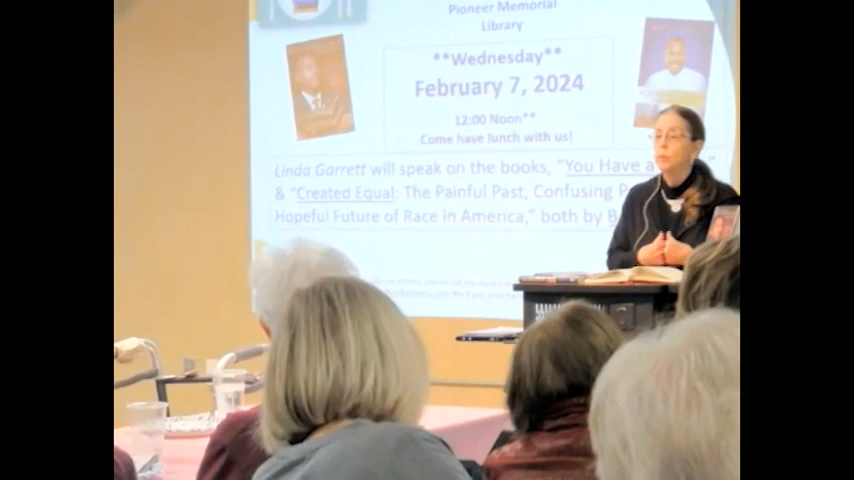 Pioneer Memorial
Library
**Wednesday**
February 7, 2024
12:00 Noon**
Come have lunch with us!
Linda Garrett will speak on the books, "You Have a
& "Created Equal: The Painful Past, Confusing
Hopeful Future of Race in America," both by